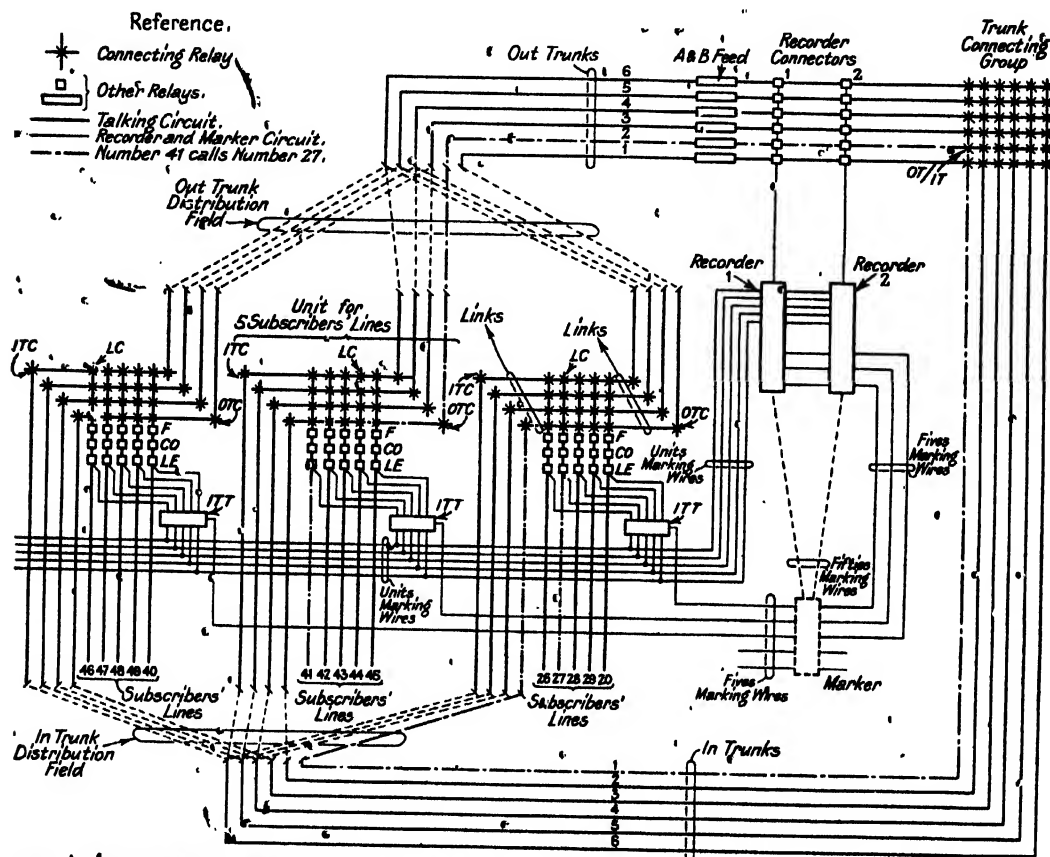 Reference.
Connecting Relay
Other Relays.
Talking Circuit.
Recorder and Marker Circuit.
Number 41 calls Number 27.
Out Trunks
6
5
4
3
2
1
A&B Feed
Recorder
Connectors
1
2
Trunk
Connecting
Group
OT/IT
Out Trunk
Distribution
Field
Recorder
1
Recorder
2
Unit for
5 Subscribers' Lines
Links
Links
ITC
LC
ITC
LC
ITC
LC
OTC
OTC
OTC
F
CO
LE
F
CO
LE
F
CO
LE
ITT
ITT
ITT
Units
Marking
Wires
Fives
Marking
Wires
Units
Marking
Wires
Fifties
Marking
Wires
46 47 48 49 40
Subscribers'
Lines
41 42 43 44 45
Subscribers'
Lines
26 27 28 29 20
Subscribers'
Lines
Fives
Marking Wires
Marker
In Trunk
Distribution
Field
In Trunks
1
2
3
4
5
6